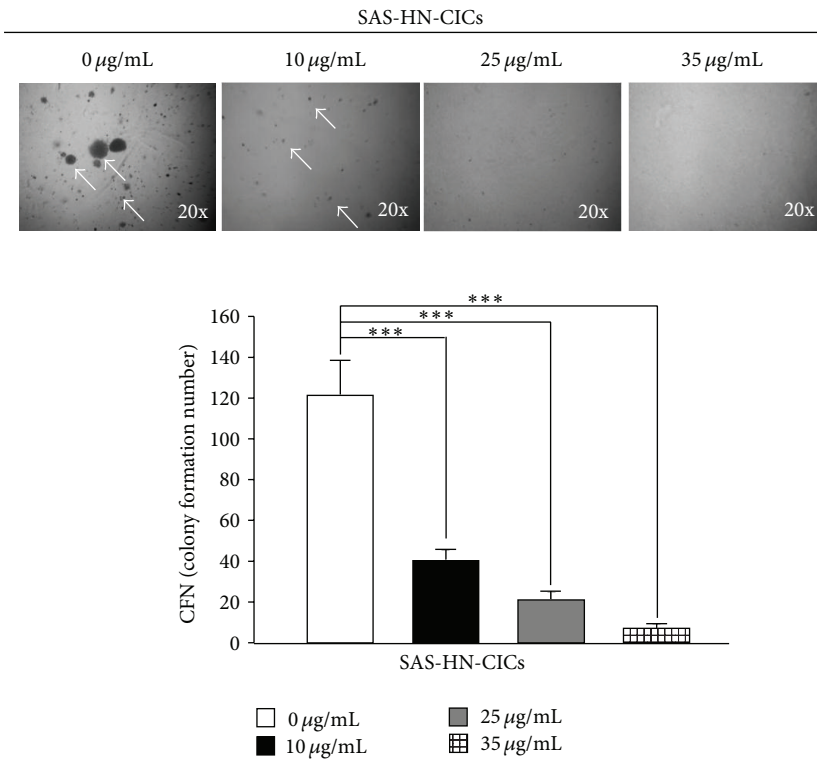 SAS-HN-CICs
0 μg/mL
10 μg/mL
25 μg/mL
35 μg/mL
20x
20x
20x
20x
CFN (colony formation number)
160
140
120
100
80
60
40
20
0
***
***
***
SAS-HN-CICs
0 μg/mL
10 μg/mL
25 μg/mL
35 μg/mL